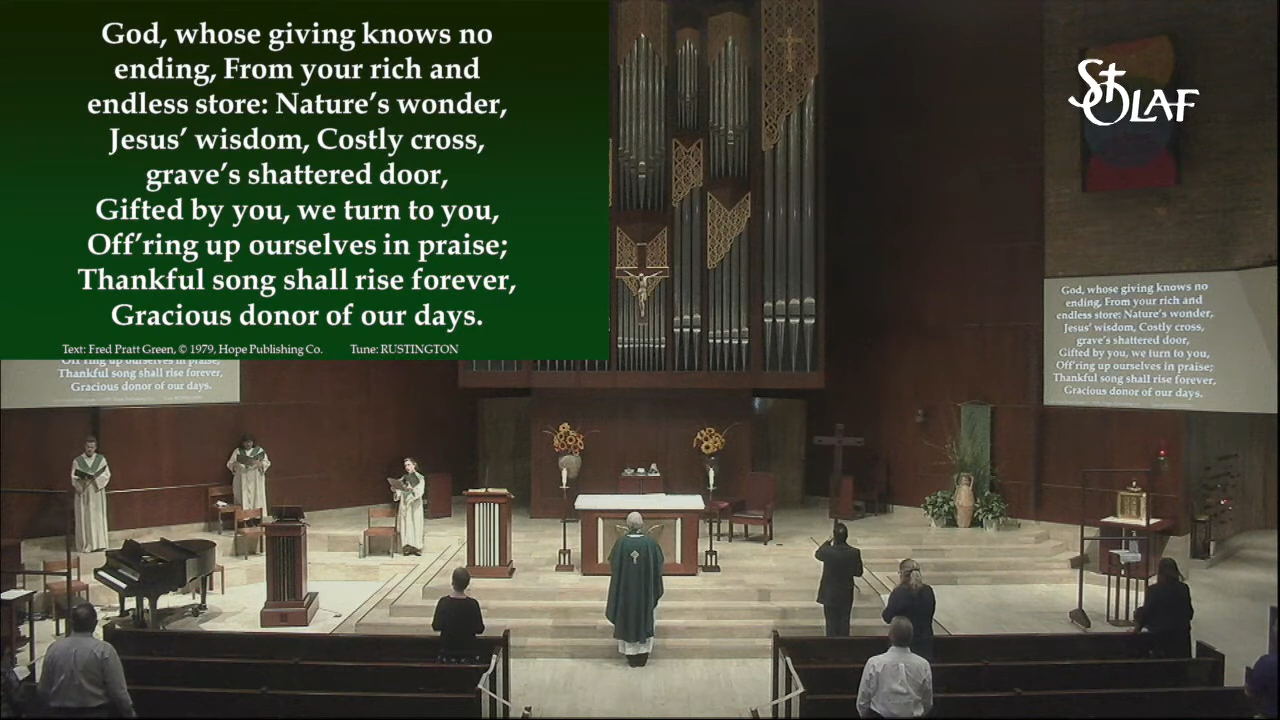 God, whose giving knows no
ending, From your rich and
endless store: Nature's wonder,
Jesus' wisdom, Costly cross,
grave's shattered door,
Gifted by you, we turn to you,
Off'ring up ourselves in praise;
Thankful song shall rise forever,
Gracious donor of our days.
Text: Fred Pratt Green, © 1979, Hope Publishing Co. Tune: RUSTINGTON
Off'ring up ourselves in praise;
Thankful song shall rise forever,
Gracious donor of our days.
St OLAF
God, whose giving knows no
ending, From your rich and
endless store: Nature's wonder,
Jesus' wisdom, Costly cross,
grave's shattered door,
Gifted by you, we turn to you,
Off'ring up ourselves in praise;
Thankful song shall rise forever,
Gracious donor of our days.